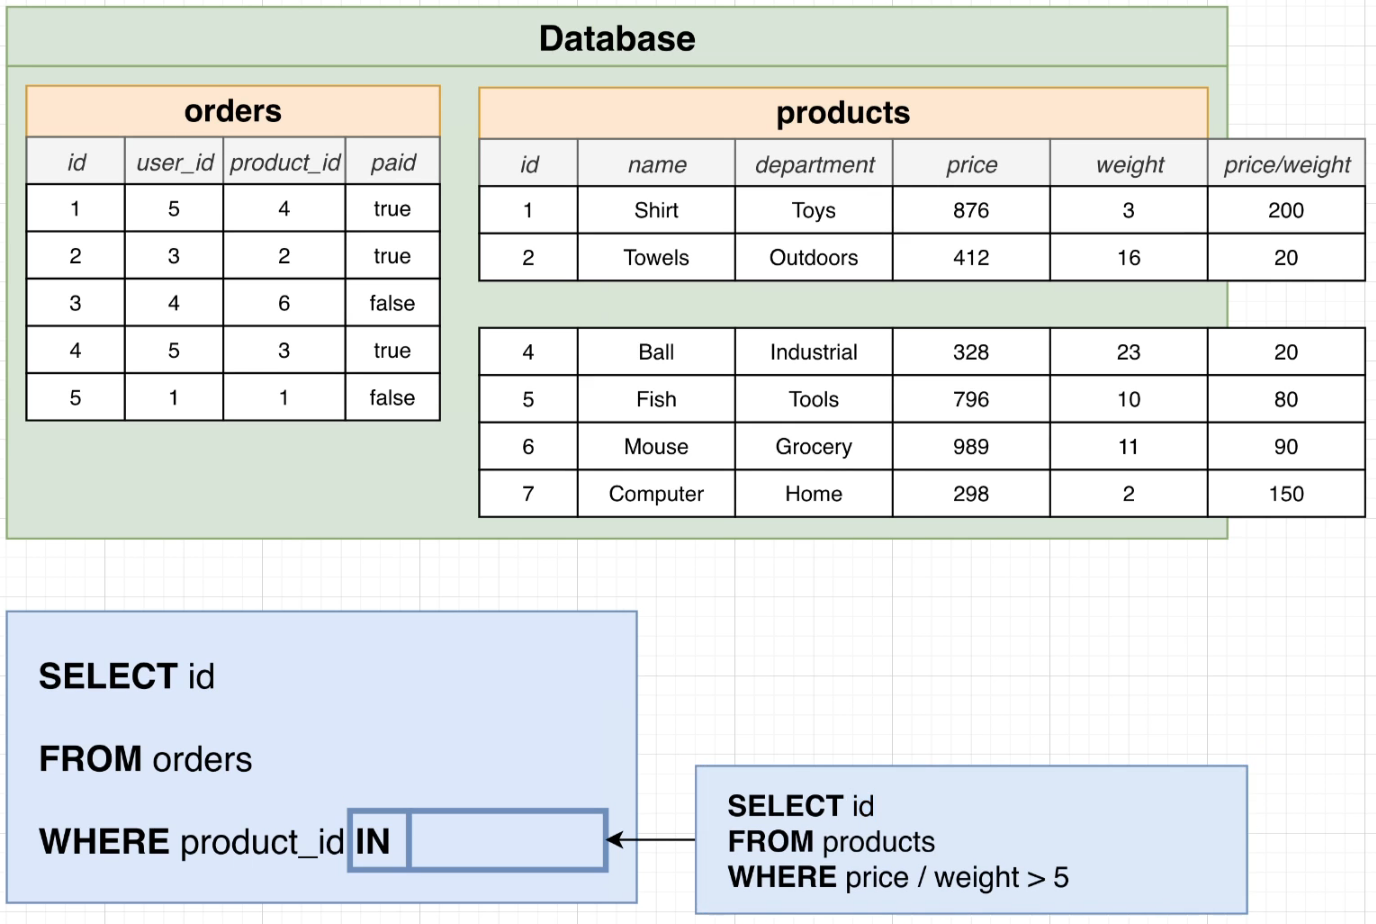 Database
orders
id user_id product_id paid
1 5 4 true
2 3 2 true
3 4 6 false
4 5 3 true
5 1 1 false
products
id name department price weight price/weight
1 Shirt Toys 876 3 200
2 Towels Outdoors 412 16 20
4 Ball Industrial 328 23 20
5 Fish Tools 796 10 80
6 Mouse Grocery 989 11 90
7 Computer Home 298 2 150
SELECT id
FROM orders
WHERE product_id IN
SELECT id
FROM products
WHERE price / weight > 5